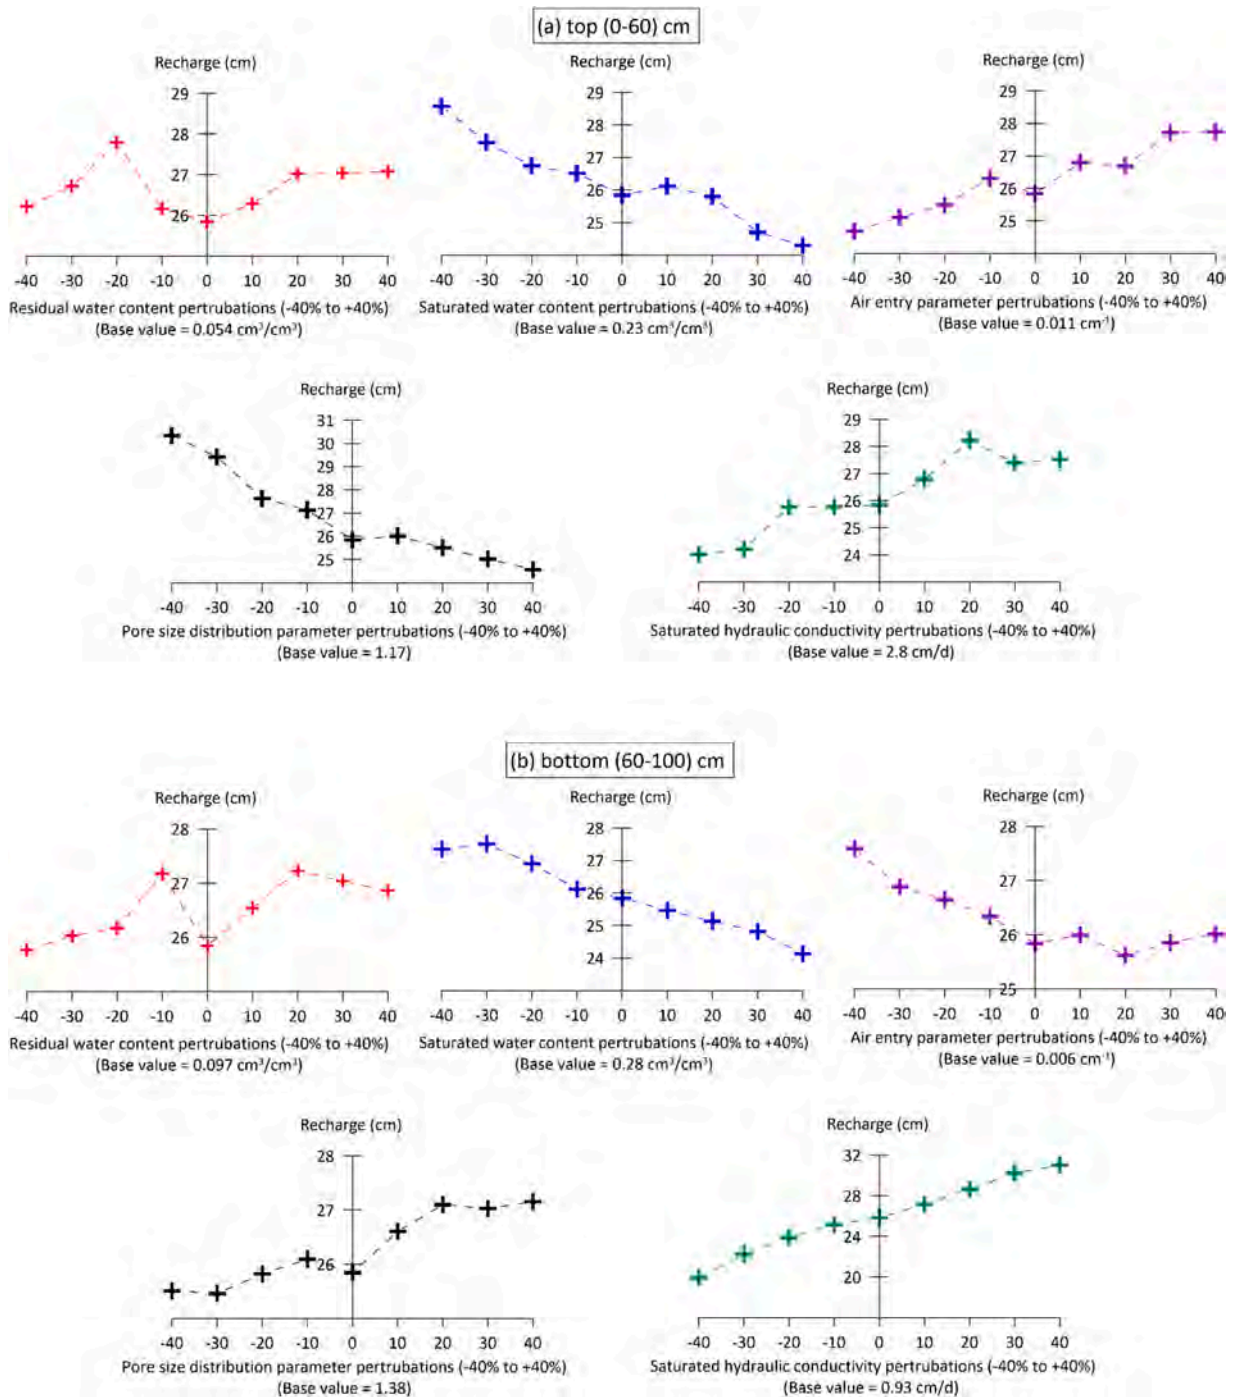 (a) top (0-60) cm
Recharge (cm)
29
28
27
26
-40 -30 -20 -10 0 10 20 30 40
Residual water content pertrubations (-40% to +40%)
(Base value = 0.054 cm³/cm³)
Recharge (cm)
29
28
27
26
25
-40 -30 -20 -10 0 10 20 30 40
Saturated water content pertrubations (-40% to +40%)
(Base value = 0.23 cm³/cm³)
Recharge (cm)
29
28
27
26
25
-40 -30 -20 -10 0 10 20 30 40
Air entry parameter pertrubations (-40% to +40%)
(Base value = 0.011 cm⁻¹)
Recharge (cm)
31
30
29
28
27
26
25
-40 -30 -20 -10 0 10 20 30 40
Pore size distribution parameter pertrubations (-40% to +40%)
(Base value = 1.17)
Recharge (cm)
29
28
27
26
25
24
-40 -30 -20 -10 0 10 20 30 40
Saturated hydraulic conductivity pertrubations (-40% to +40%)
(Base value = 2.8 cm/d)
(b) bottom (60-100) cm
Recharge (cm)
28
27
26
-40 -30 -20 -10 0 10 20 30 40
Residual water content pertrubations (-40% to +40%)
(Base value = 0.097 cm³/cm³)
Recharge (cm)
28
27
26
25
24
-40 -30 -20 -10 0 10 20 30 40
Saturated water content pertrubations (-40% to +40%)
(Base value = 0.28 cm³/cm³)
Recharge (cm)
28
27
26
25
-40 -30 -20 -10 0 10 20 30 40
Air entry parameter pertrubations (-40% to +40%)
(Base value = 0.006 cm⁻¹)
Recharge (cm)
28
27
26
-40 -30 -20 -10 0 10 20 30 40
Pore size distribution parameter pertrubations (-40% to +40%)
(Base value = 1.38)
Recharge (cm)
32
28
24
20
-40 -30 -20 -10 0 10 20 30 40
Saturated hydraulic conductivity pertrubations (-40% to +40%)
(Base value = 0.93 cm/d)